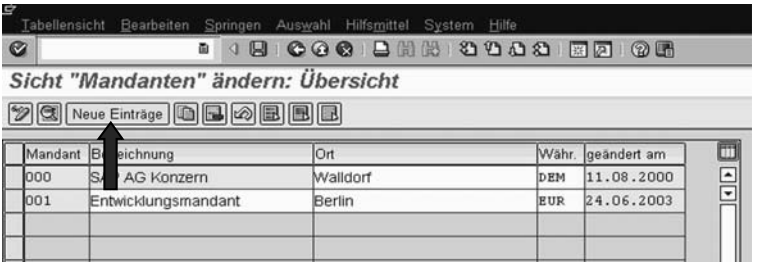 Tabellensicht Bearbeiten Springen Auswahl Hilfsmittel System Hilfe
Sicht "Mandanten" ändern: Übersicht
Neue Einträge
Mandant Bezeichnung Ort Währ. geändert am
000 SAP AG Konzern Walldorf DEM 11.08.2000
001 Entwicklungsmandant Berlin EUR 24.06.2003